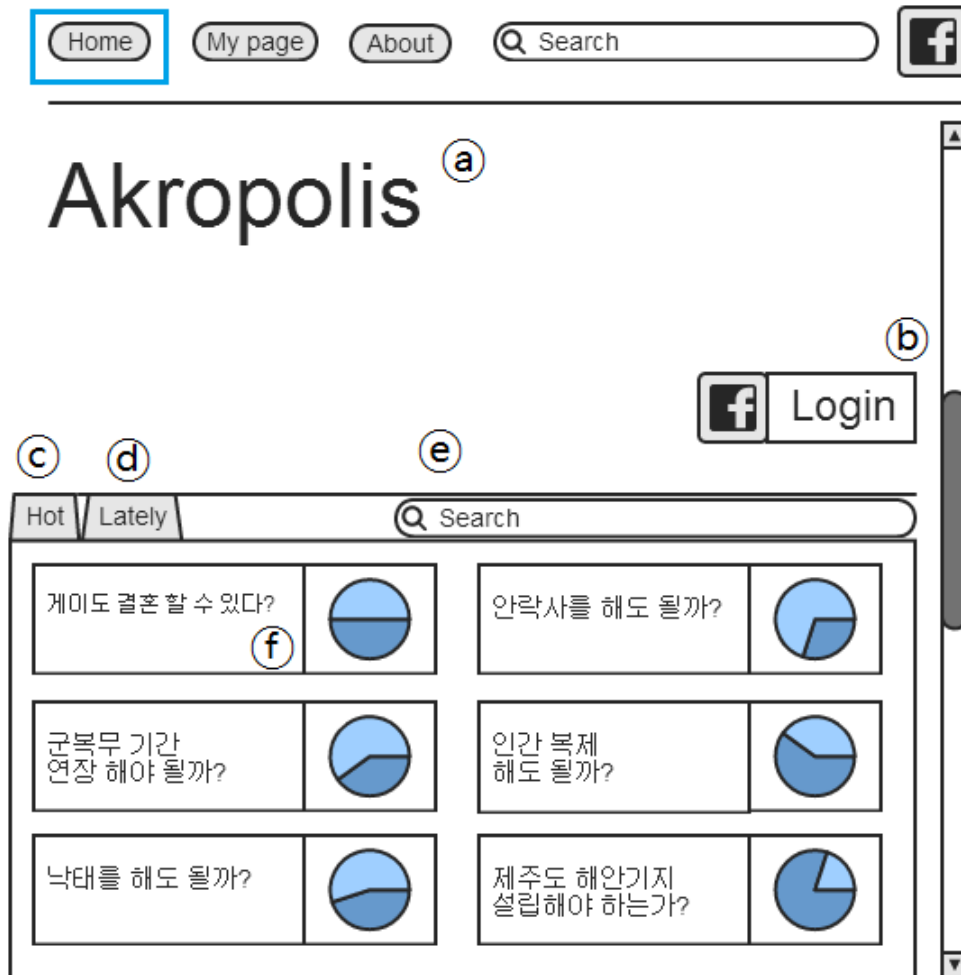 Home
My page
About
Search
f
Akropolis
ⓐ
ⓑ
f Login
ⓒ
ⓓ
ⓔ
Hot
Lately
Search
게이도 결혼 할 수 있다?
ⓕ
안락사를 해도 될까?
군복무 기간
연장 해야 될까?
인간 복제
해도 될까?
낙태를 해도 될까?
제주도 해안기지
설립해야 하는가?